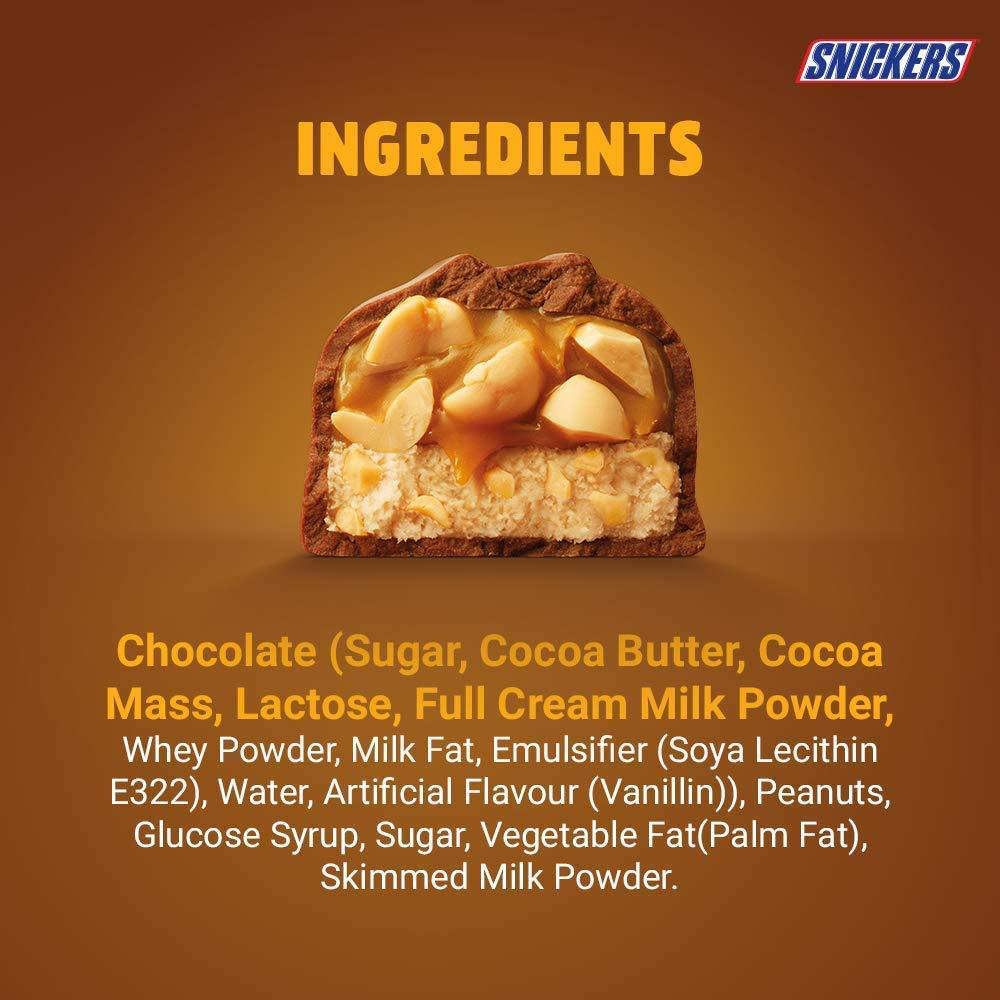 SNICKERS
INGREDIENTS
Chocolate (Sugar, Cocoa Butter, Cocoa
Mass, Lactose, Full Cream Milk Powder,
Whey Powder, Milk Fat, Emulsifier (Soya Lecithin
E322), Water, Artificial Flavour (Vanillin)), Peanuts,
Glucose Syrup, Sugar, Vegetable Fat(Palm Fat),
Skimmed Milk Powder.